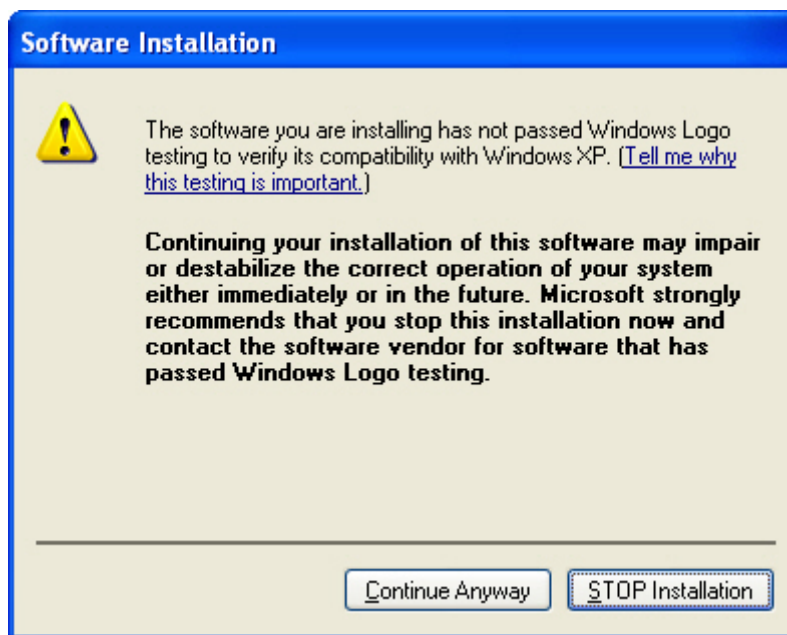 Software Installation
The software you are installing has not passed Windows Logo
testing to verify its compatibility with Windows XP. (Tell me why
this testing is important.)
Continuing your installation of this software may impair
or destabilize the correct operation of your system
either immediately or in the future. Microsoft strongly
recommends that you stop this installation now and
contact the software vendor for software that has
passed Windows Logo testing.
Continue Anyway
STOP Installation